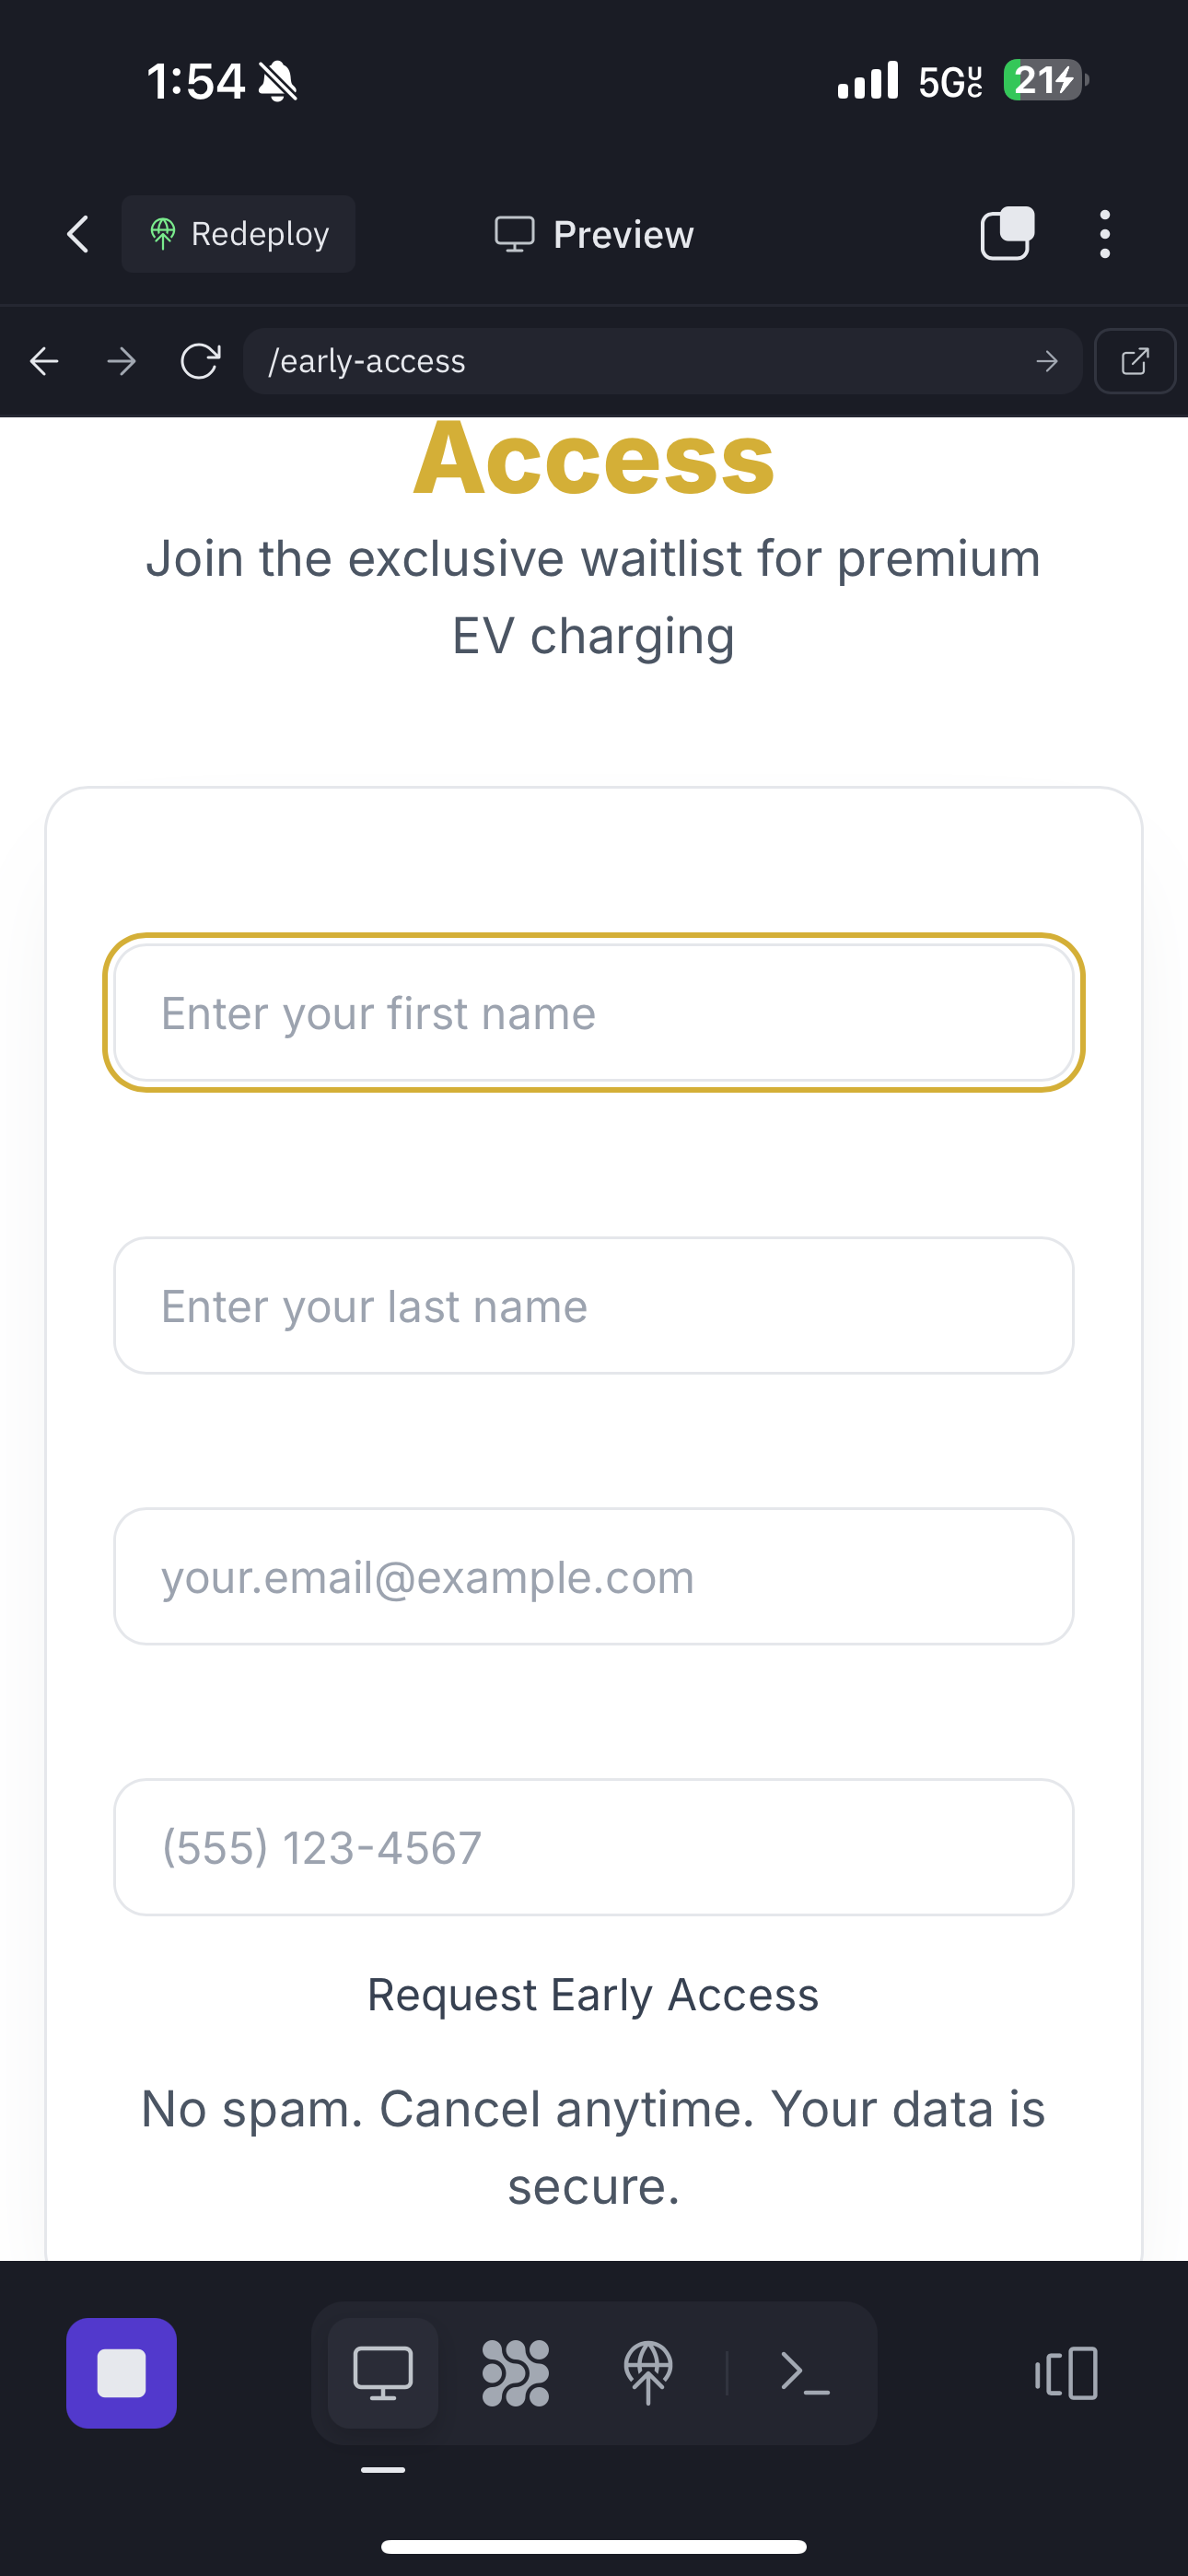 1:54
5G UC
21
Redeploy
Preview
/early-access
Access
Join the exclusive waitlist for premium
EV charging
Enter your first name
Enter your last name
your.email@example.com
(555) 123-4567
Request Early Access
No spam. Cancel anytime. Your data is
secure.